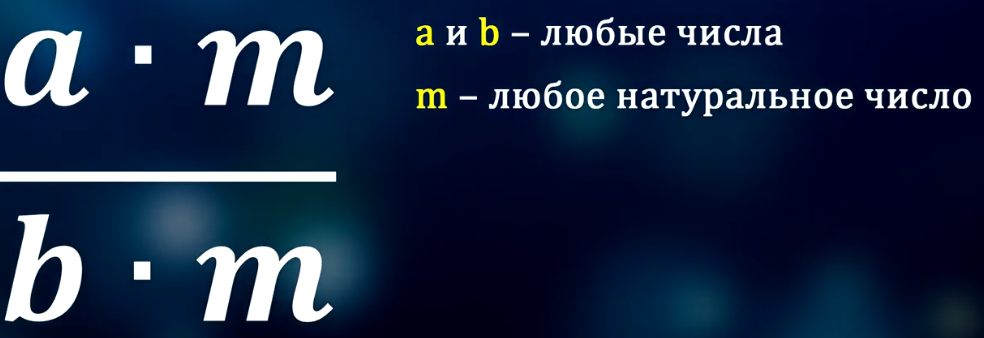 a · m
b · m
a и b – любые числа
m – любое натуральное число